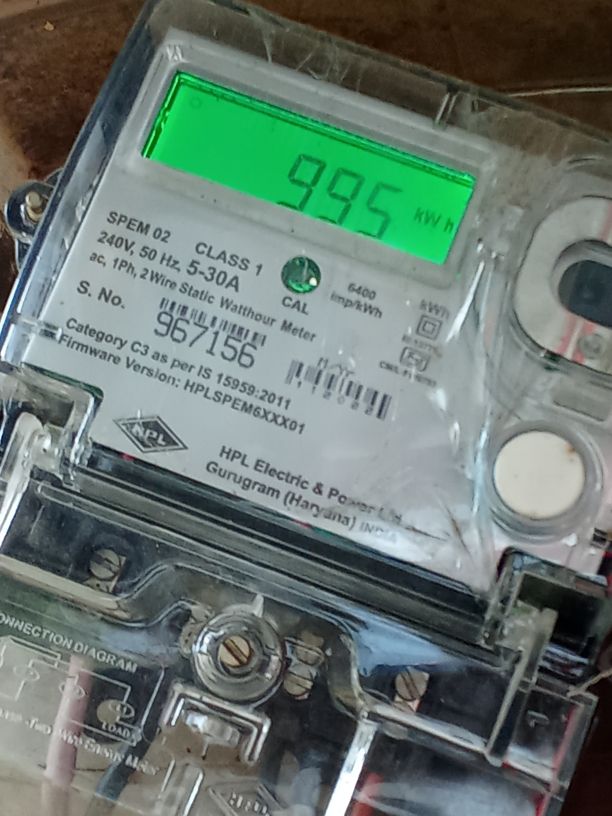 995 kWh
SPEM 02 CLASS 1
240V, 50 Hz, 5-30A
ac, 1Ph, 2 Wire Static Watthour Meter
CAL
6400
imp/kWh
kWh
S. No.
967156
Category C3 as per IS 15959:2011
Firmware Version: HPLSPEM6XXX01
HPL
HPL Electric & Power
Gurugram (Haryana) INDIA
CONNECTION DIAGRAM
LOAD